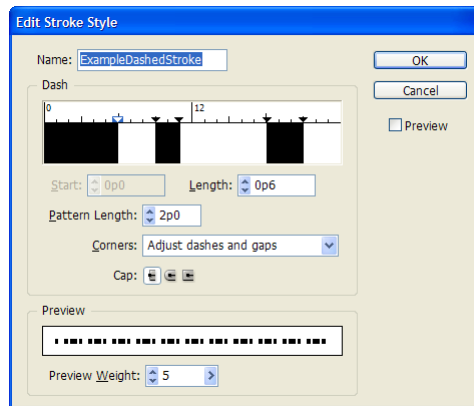 Edit Stroke Style
Name: ExampleDashedStroke
OK
Dash
Cancel
0 12
Preview
Start: 0p0 Length: 0p6
Pattern Length: 2p0
Corners: Adjust dashes and gaps
Cap:
Preview
Preview Weight: 5